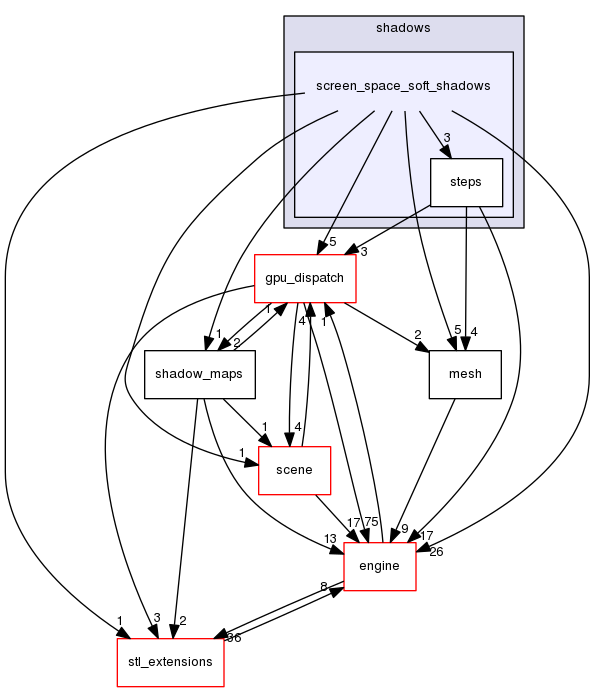 shadows
screen_space_soft_shadows
3
steps
5
3
gpu_dispatch
1
1
2
4
1
2
5
4
shadow_maps
mesh
1
4
1
scene
17
75
13
9
17
26
engine
8
36
1
3
2
stl_extensions